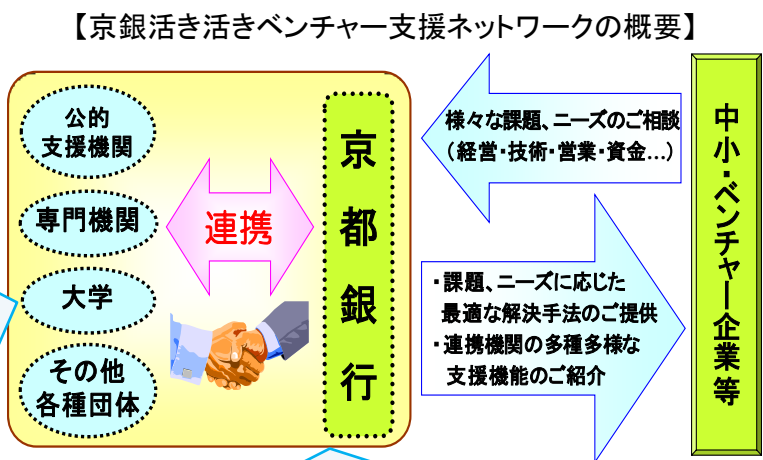 【京銀活き活きベンチャー支援ネットワークの概要】
公的
支援機関
専門機関
大学
その他
各種団体
連携
京都銀行
様々な課題、ニーズのご相談
（経営・技術・営業・資金…）
・課題、ニーズに応じた
最適な解決手法のご提供
・連携機関の多種多様な
支援機能のご紹介
中小・ベンチャー企業等